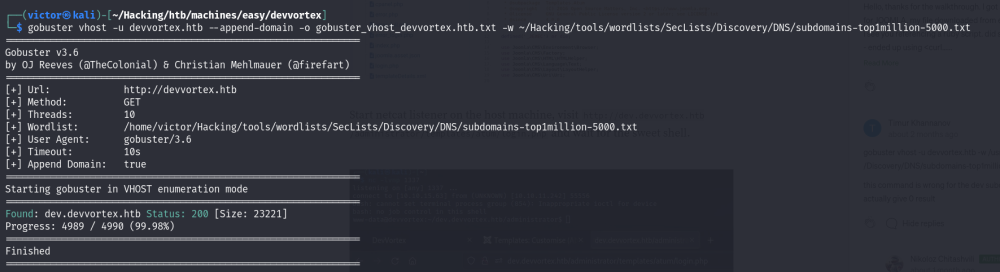 ┌──(victor㉿kali)-[~/Hacking/htb/machines/easy/devvortex]
└─$ gobuster vhost -u devvortex.htb --append-domain -o gobuster_vhost_devvortex.htb.txt -w ~/Hacking/tools/wordlists/SecLists/Discovery/DNS/subdomains-top1million-5000.txt
===============================================================
Gobuster v3.6
by OJ Reeves (@TheColonial) & Christian Mehlmauer (@firefart)
===============================================================
[+] Url: http://devvortex.htb
[+] Method: GET
[+] Threads: 10
[+] Wordlist: /home/victor/Hacking/tools/wordlists/SecLists/Discovery/DNS/subdomains-top1million-5000.txt
[+] User Agent: gobuster/3.6
[+] Timeout: 10s
[+] Append Domain: true
===============================================================
Starting gobuster in VHOST enumeration mode
===============================================================
Found: dev.devvortex.htb Status: 200 [Size: 23221]
Progress: 4989 / 4990 (99.98%)
===============================================================
Finished
===============================================================